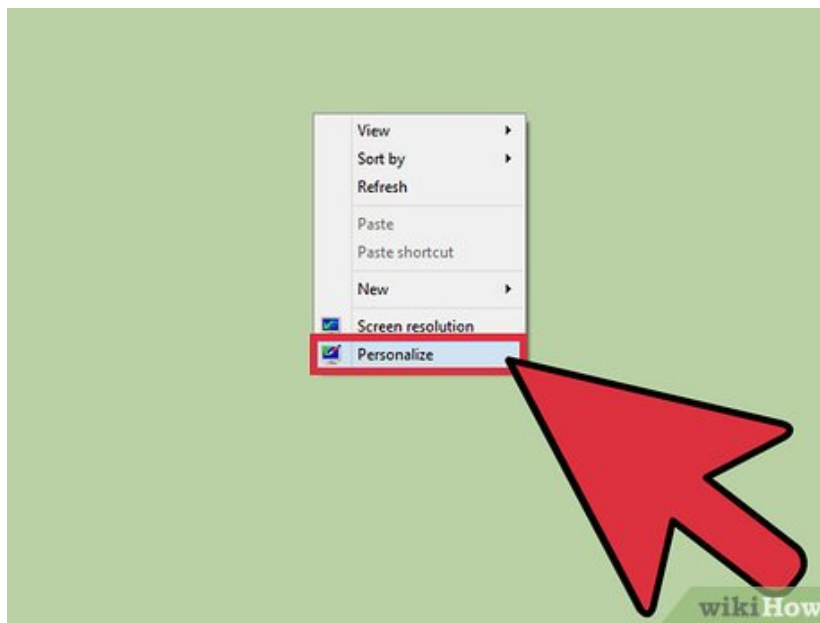 View
Sort by
Refresh
Paste
Paste shortcut
New
Screen resolution
Personalize
wikiHow